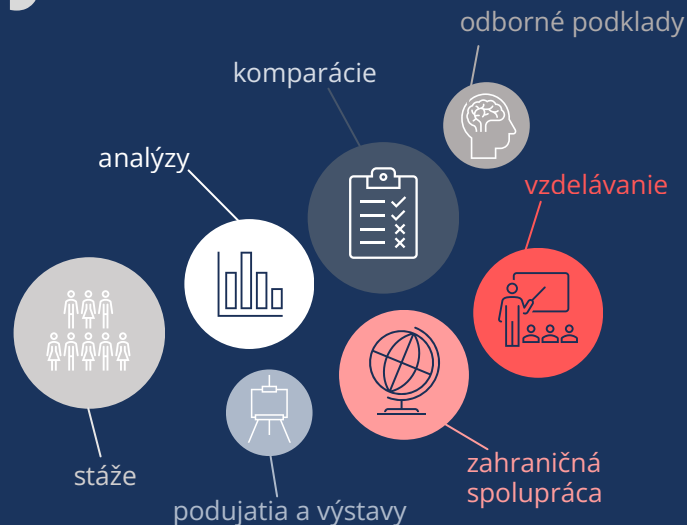 odborné podklady
komparácie
analýzy
vzdelávanie
zahraničná
spolupráca
stáže
podujatia a výstavy